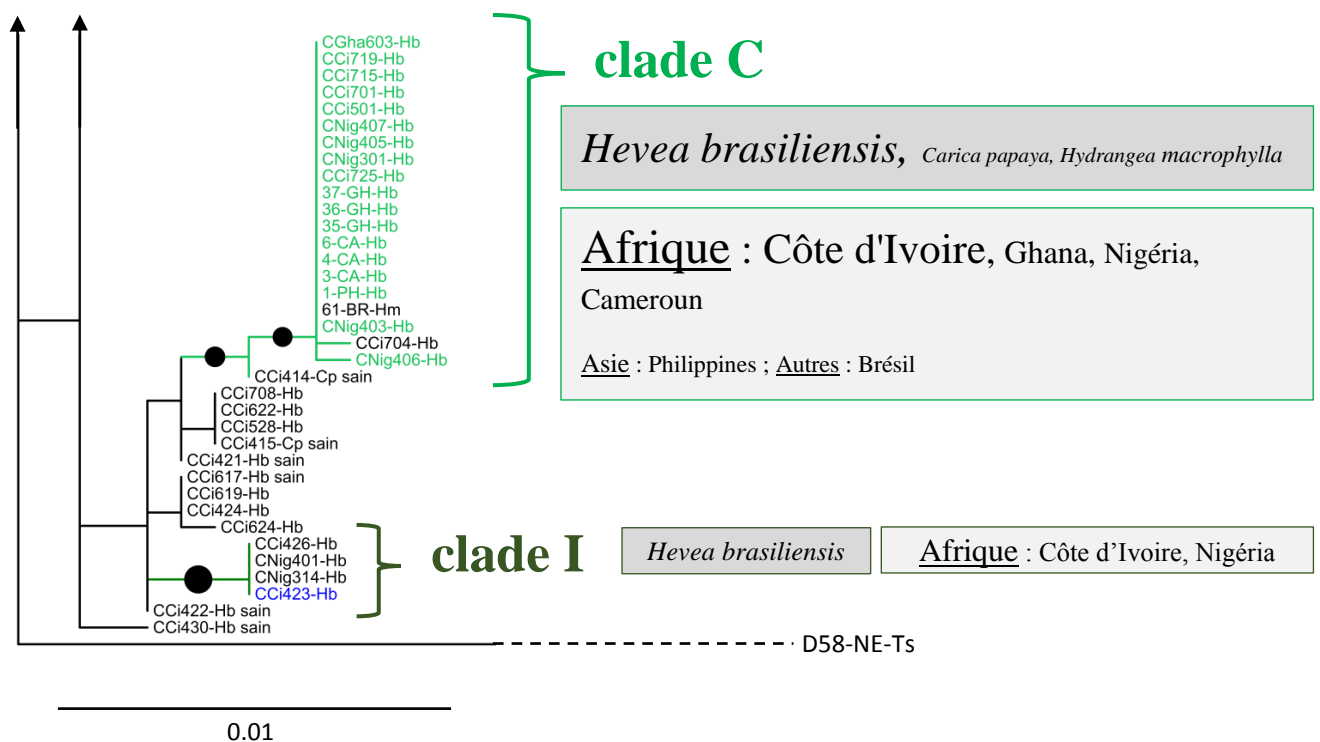 CGha603-Hb
CCi719-Hb
CCi715-Hb
CCi701-Hb
CCi501-Hb
CNig407-Hb
CNig405-Hb
CNig301-Hb
CCi725-Hb
37-GH-Hb
36-GH-Hb
35-GH-Hb
6-CA-Hb
4-CA-Hb
3-CA-Hb
1-PH-Hb
61-BR-Hm
CNig403-Hb
CCi704-Hb
CNig406-Hb
CCi414-Cp sain
CCi708-Hb
CCi622-Hb
CCi528-Hb
CCi415-Cp sain
CCi421-Hb sain
CCi617-Hb sain
CCi619-Hb
CCi424-Hb
CCi624-Hb
CCi426-Hb
CNig401-Hb
CNig314-Hb
CCi423-Hb
CCi422-Hb sain
CCi430-Hb sain
D58-NE-Ts
0.01
clade C
Hevea brasiliensis, Carica papaya, Hydrangea macrophylla
Afrique : Côte d'Ivoire, Ghana, Nigéria,
Cameroun
Asie : Philippines ; Autres : Brésil
clade I
Hevea brasiliensis
Afrique : Côte d’Ivoire, Nigéria